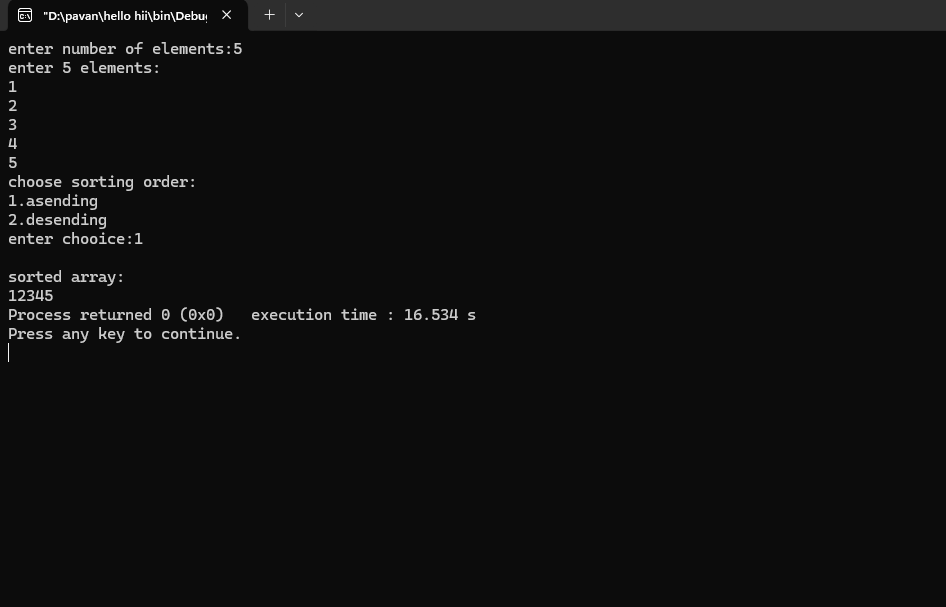 "D:\pavan\hello hii\bin\Debu
enter number of elements:5
enter 5 elements:
1
2
3
4
5
choose sorting order:
1.asending
2.desending
enter chooice:1
sorted array:
12345
Process returned 0 (0x0)   execution time : 16.534 s
Press any key to continue.